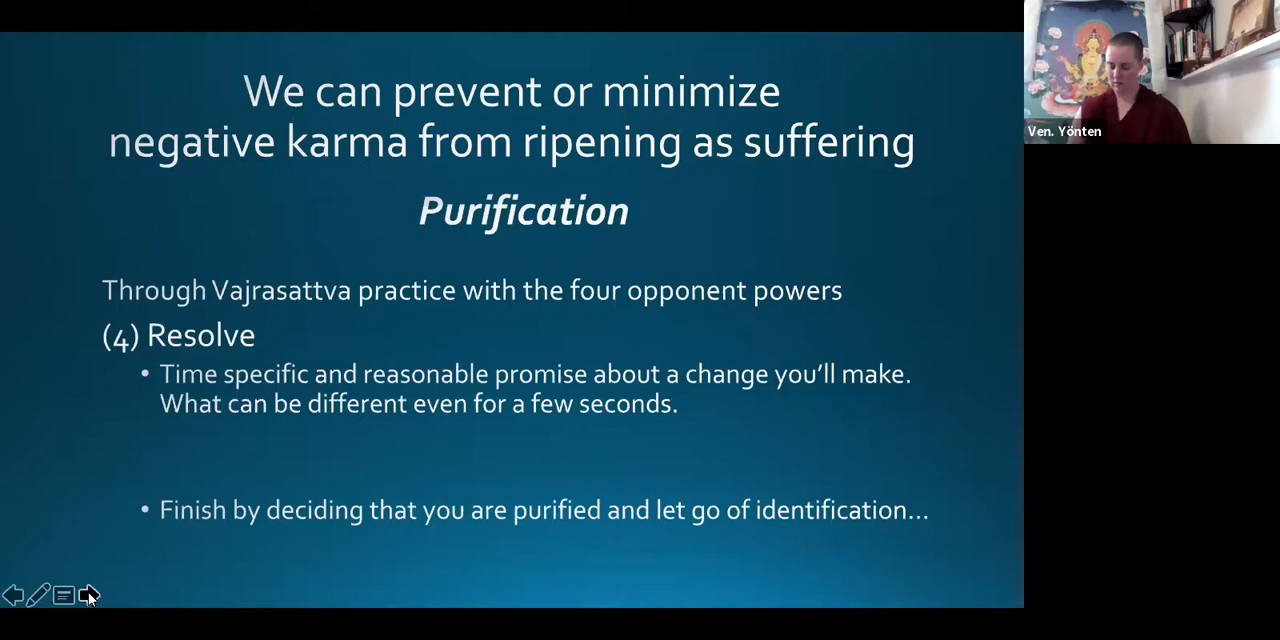 We can prevent or minimize
negative karma from ripening as suffering
Purification
Through Vajrasattva practice with the four opponent powers
(4) Resolve
• Time specific and reasonable promise about a change you'll make.
What can be different even for a few seconds.
• Finish by deciding that you are purified and let go of identification...
Ven. Yönten